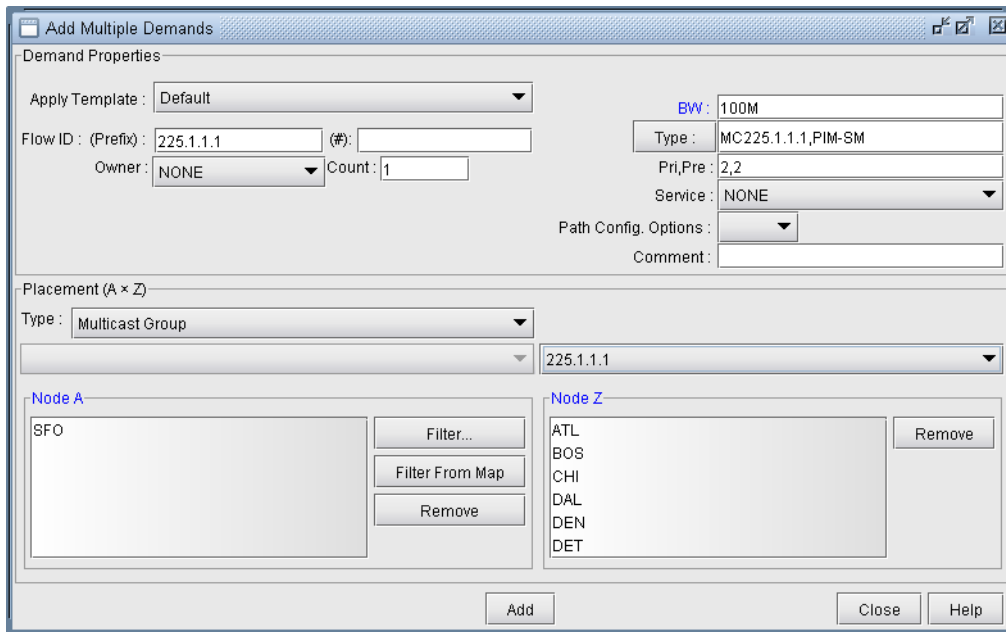 Add Multiple Demands
Demand Properties
Apply Template : Default
BW : 100M
Flow ID : (Prefix) : 225.1.1.1 (#):
Type : MC225.1.1.1,PIM-SM
Owner : NONE Count : 1
Pri,Pre : 2,2
Service : NONE
Path Config. Options :
Comment :
Placement (A × Z)
Type : Multicast Group
225.1.1.1
Node A
SFO
Filter...
Filter From Map
Remove
Node Z
ATL
BOS
CHI
DAL
DEN
DET
Remove
Add
Close
Help